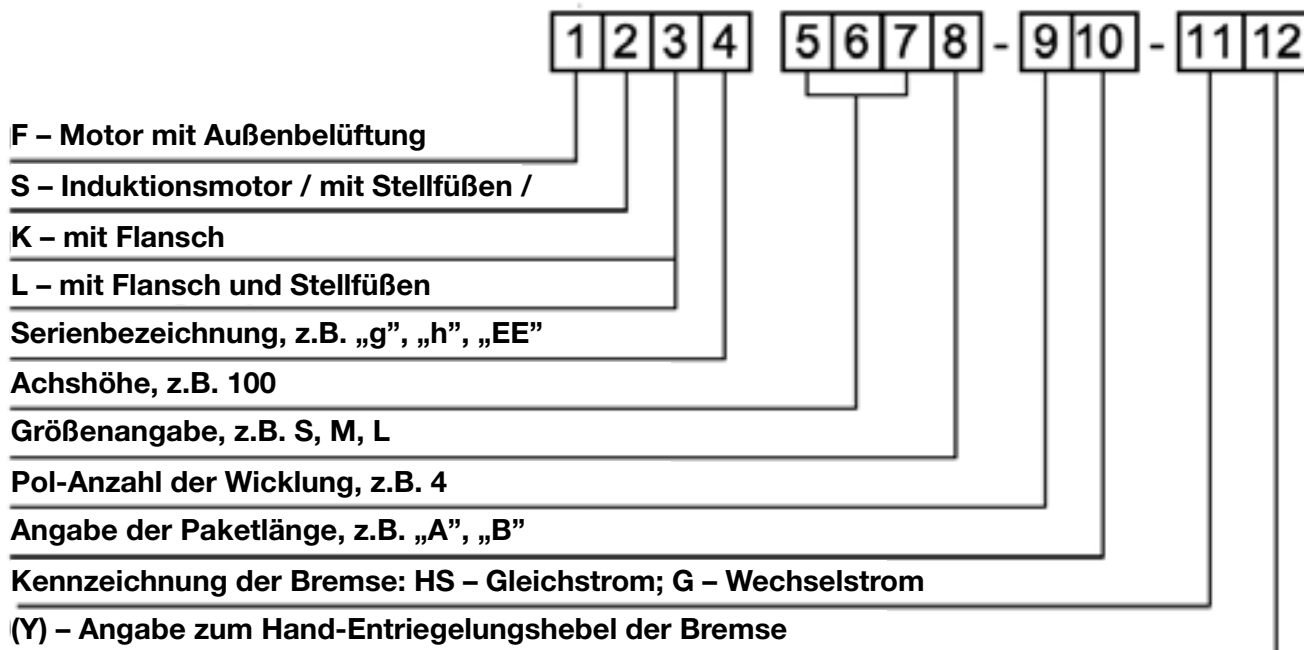 1 2 3 4 5 6 7 8 - 9 10 - 11 12
F – Motor mit Außenbelüftung
S – Induktionsmotor / mit Stellfüßen /
K – mit Flansch
L – mit Flansch und Stellfüßen
Serienbezeichnung, z.B. „g”, „h”, „EE”
Achshöhe, z.B. 100
Größenangabe, z.B. S, M, L
Pol-Anzahl der Wicklung, z.B. 4
Angabe der Paketlänge, z.B. „A”, „B”
Kennzeichnung der Bremse: HS – Gleichstrom; G – Wechselstrom
(Y) – Angabe zum Hand-Entriegelungshebel der Bremse